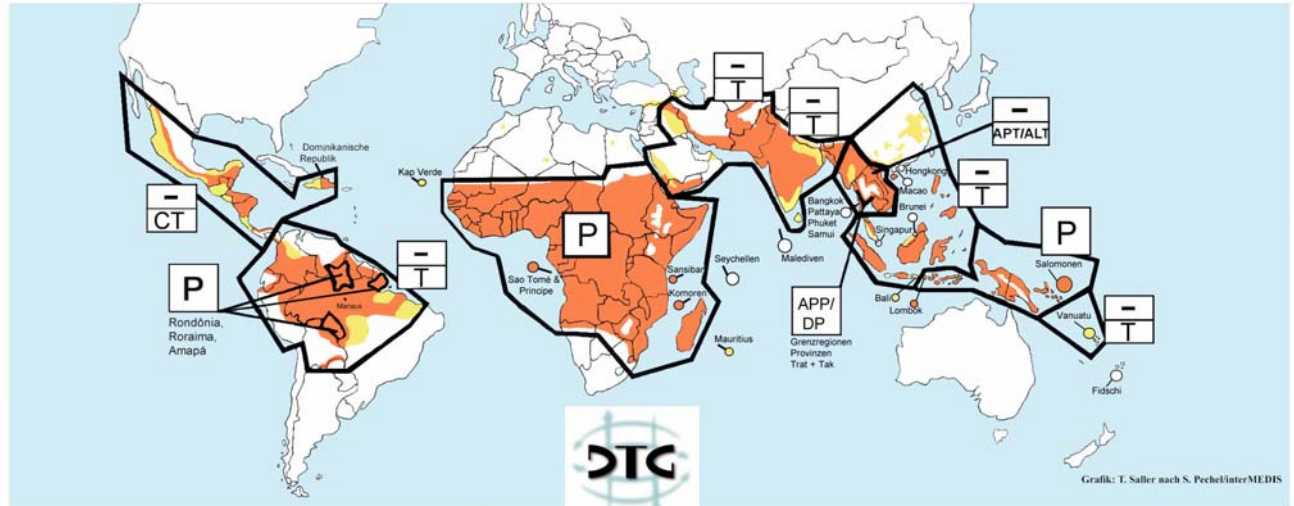 –
T
–
T
–
APT/ALT
Dominikanische
Republik
Kap Verde
Hongkong
Macao
–
CT
–
T
P
Bangkok
Pattaya
Phuket
Samui
Brunei
–
T
Singapur
P
Malediven
Seychellen
Sao Tomé &
Principe
Sansibar
Komoren
Salomonen
P
Rondônia,
Roraima,
Amapá
Manaus
–
T
Bali
Lombok
Vanuatu
APP/
DP
Grenzregionen
Provinzen
Trat + Tak
Mauritius
Fidschi
DTG
Grafik: T. Saller nach S. Pechel/interMEDIS